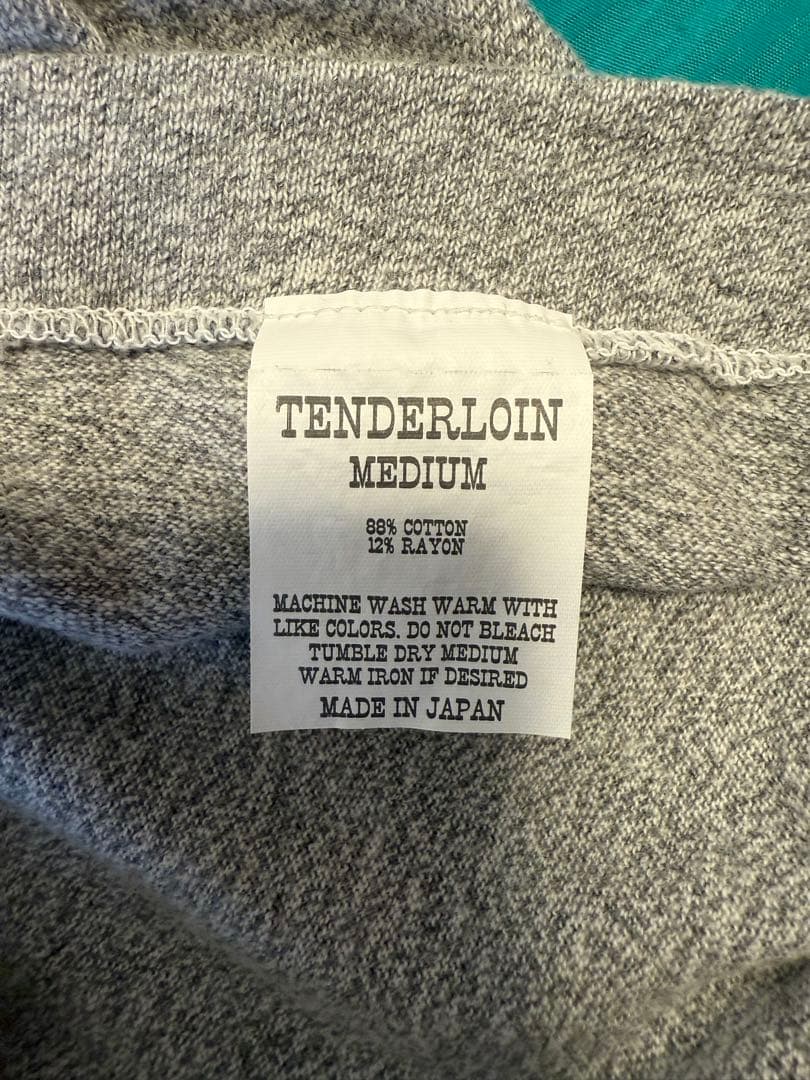 TENDERLOIN
MEDIUM
88% COTTON
12% RAYON
MACHINE WASH WARM WITH
LIKE COLORS. DO NOT BLEACH
TUMBLE DRY MEDIUM
WARM IRON IF DESIRED
MADE IN JAPAN